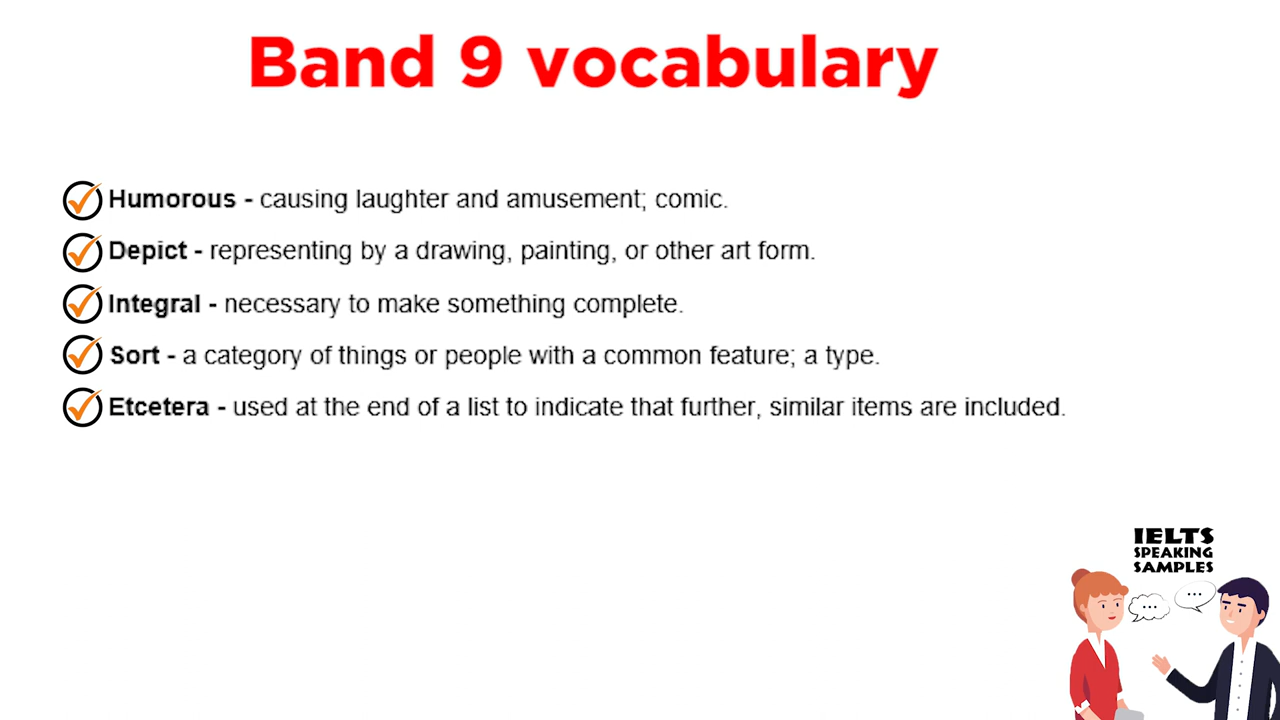 Band 9 vocabulary
Humorous - causing laughter and amusement; comic.
Depict - representing by a drawing, painting, or other art form.
Integral - necessary to make something complete.
Sort - a category of things or people with a common feature; a type.
Etcetera - used at the end of a list to indicate that further, similar items are included.
IELTS
SPEAKING
SAMPLES